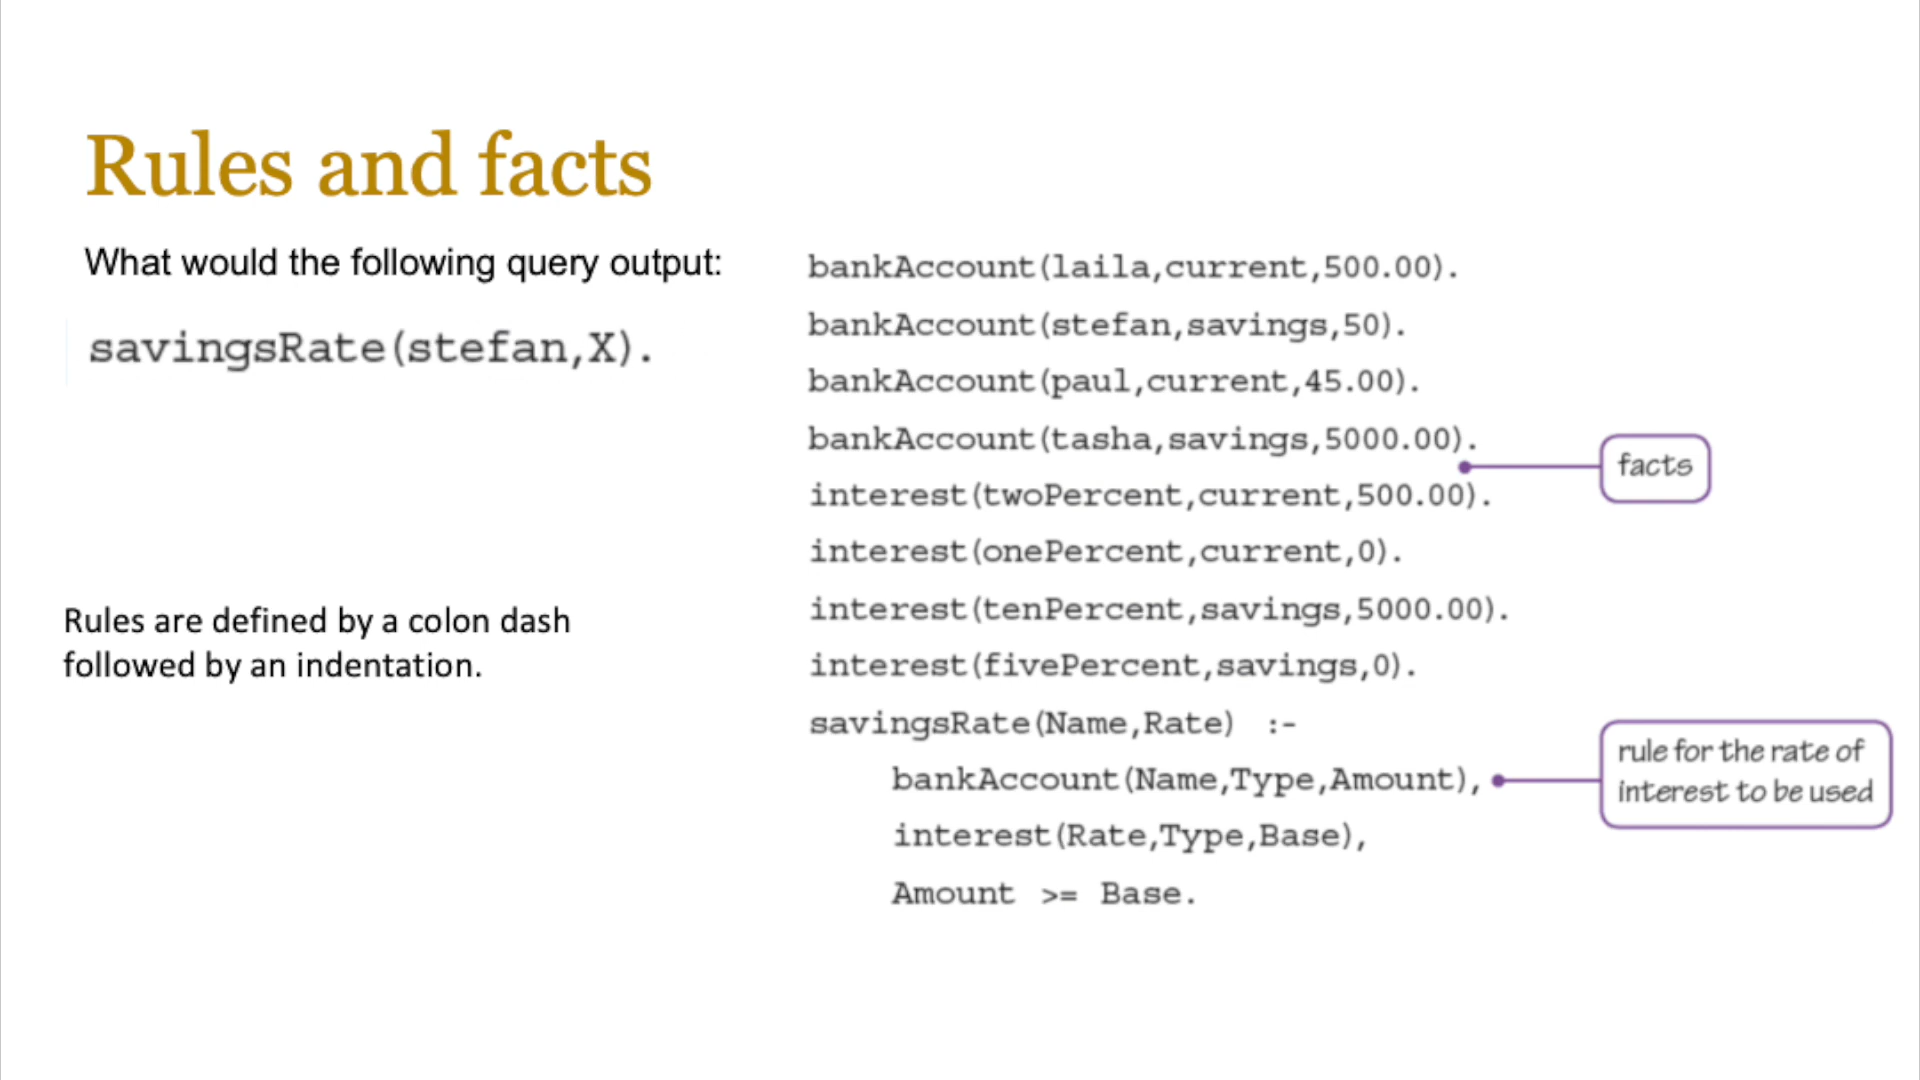 Rules and facts
What would the following query output:
savingsRate(stefan,X).
Rules are defined by a colon dash
followed by an indentation.
bankAccount(laila,current,500.00).
bankAccount(stefan,savings,50).
bankAccount(paul,current,45.00).
bankAccount(tasha,savings,5000.00).
facts
interest(twoPercent,current,500.00).
interest(onePercent,current,0).
interest(tenPercent,savings,5000.00).
interest(fivePercent,savings,0).
savingsRate(Name,Rate) :-
bankAccount(Name,Type,Amount),
interest(Rate,Type,Base),
Amount >= Base.
rule for the rate of
interest to be used